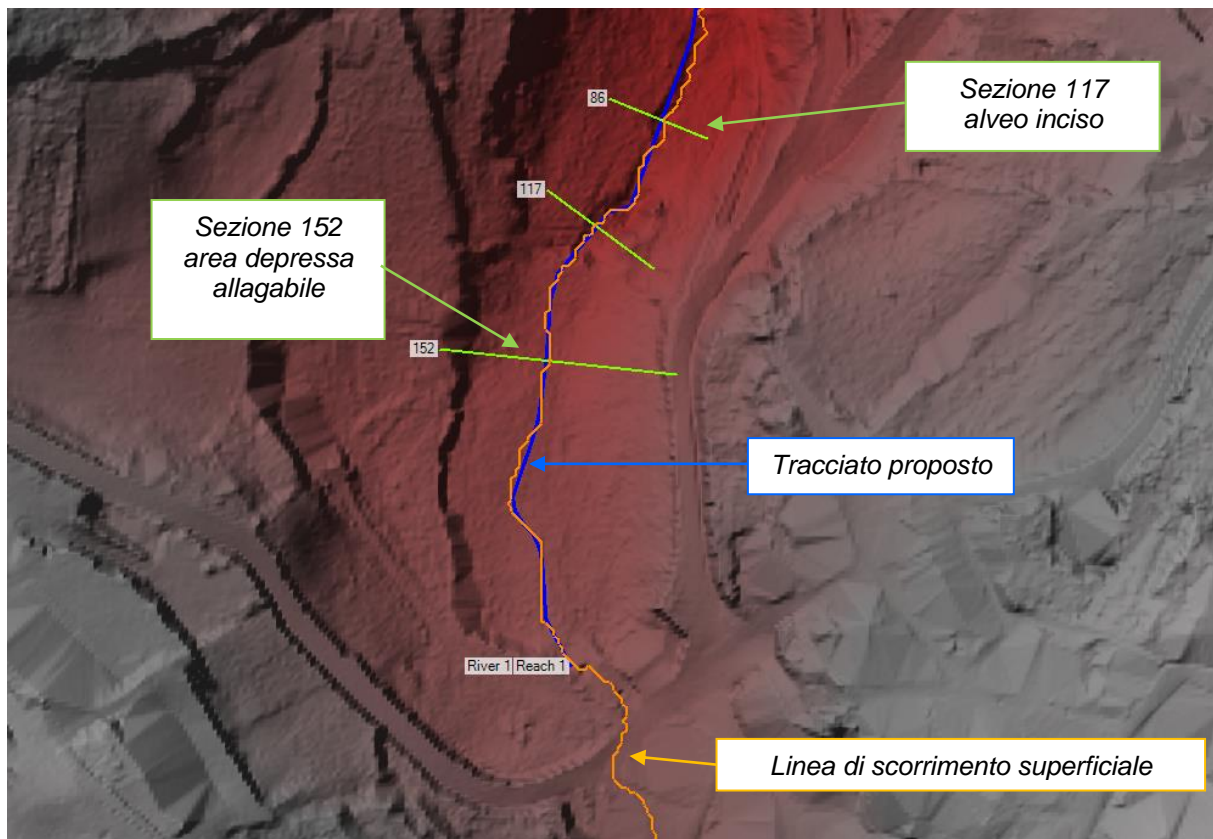 86
Sezione 117
alveo inciso
117
Sezione 152
area depressa
allagabile
152
Tracciato proposto
River 1 Reach 1
Linea di scorrimento superficiale